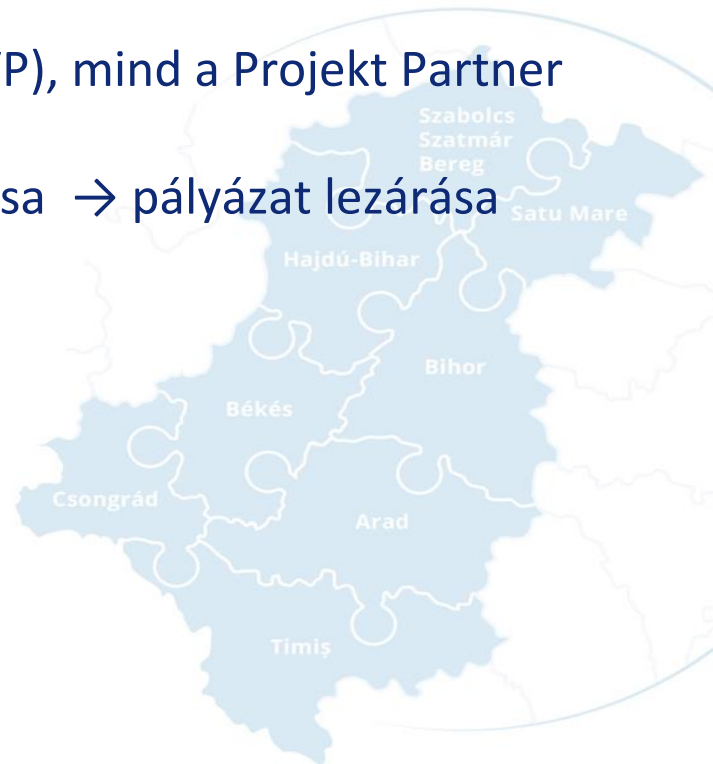 P), mind a Projekt Partner
sa → pályázat lezárása
Szabolcs
Szatmár
Bereg
Satu Mare
Hajdú-Bihar
Bihor
Békés
Csongrád
Arad
Timiș